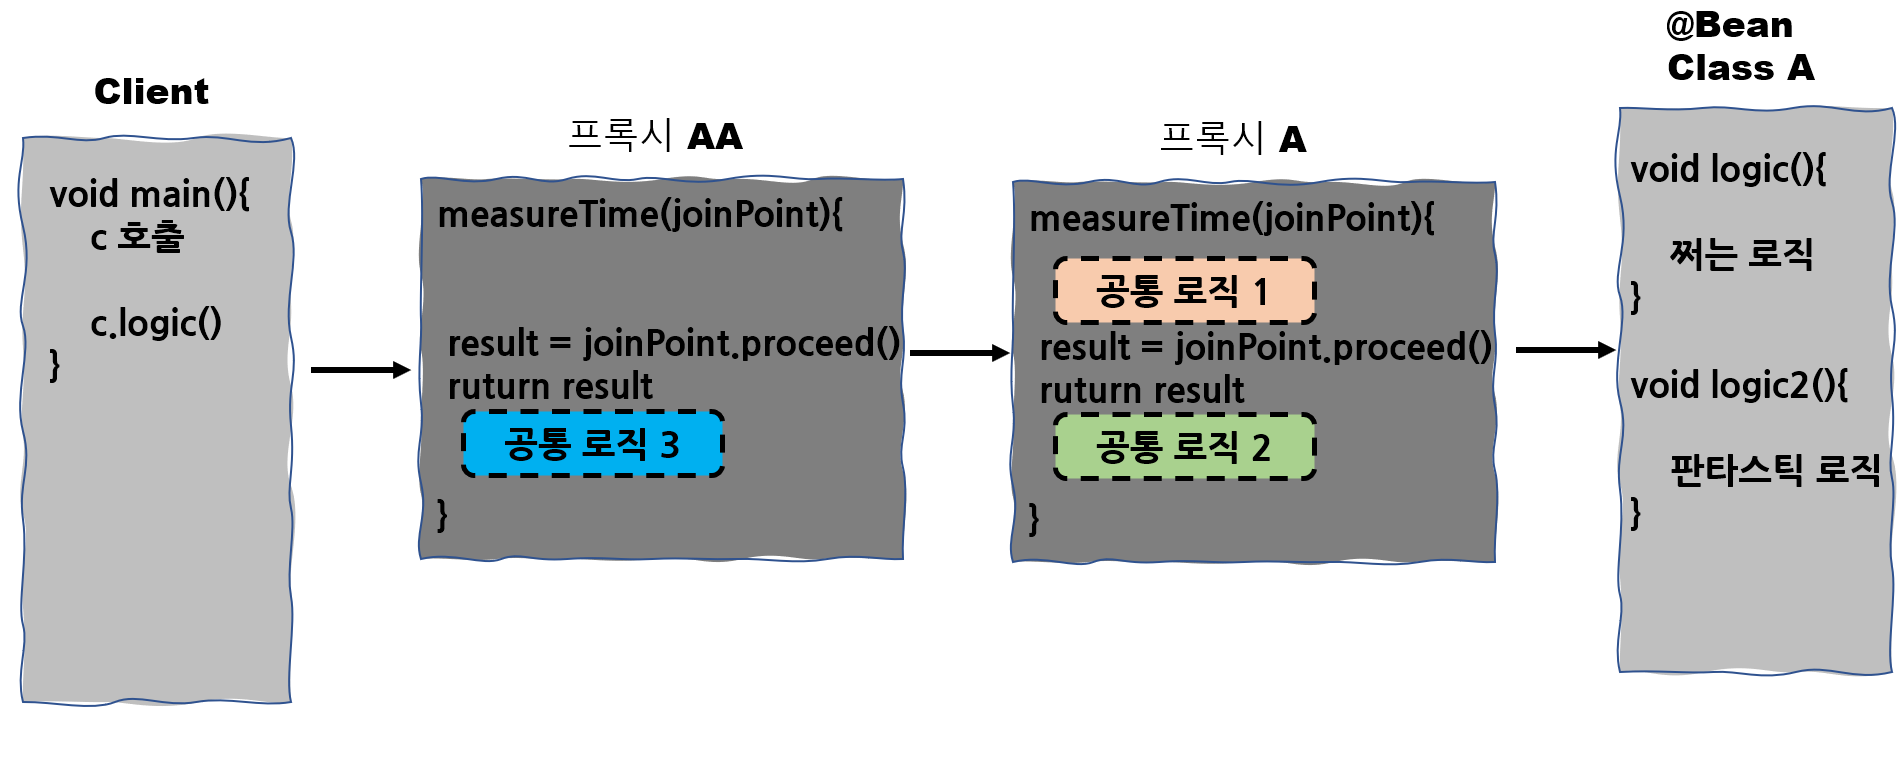 Client
void main(){
c 호출
c.logic()
}
프록시 AA
measureTime(joinPoint){
result = joinPoint.proceed()
ruturn result
공통 로직 3
}
프록시 A
measureTime(joinPoint){
공통 로직 1
result = joinPoint.proceed()
ruturn result
공통 로직 2
}
@Bean
Class A
void logic(){
쩌는 로직
}
void logic2(){
판타스틱 로직
}